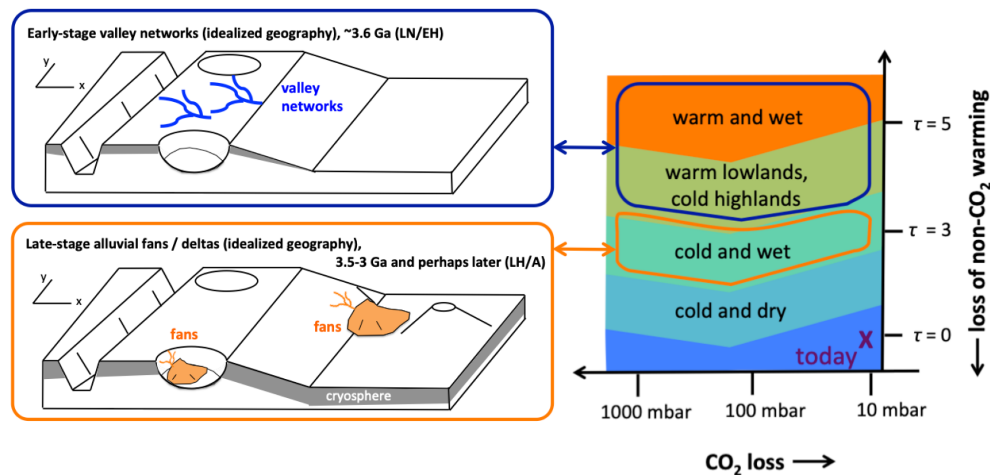 Early-stage valley networks (idealized geography), ~3.6 Ga (LN/EH)
y
x
valley
networks
Late-stage alluvial fans / deltas (idealized geography),
3.5-3 Ga and perhaps later (LH/A)
y
x
fans
fans
cryosphere
warm and wet
warm lowlands,
cold highlands
cold and wet
cold and dry
today X
τ = 5
τ = 3
τ = 0
← loss of non-CO₂ warming
1000 mbar
100 mbar
10 mbar
CO₂ loss →